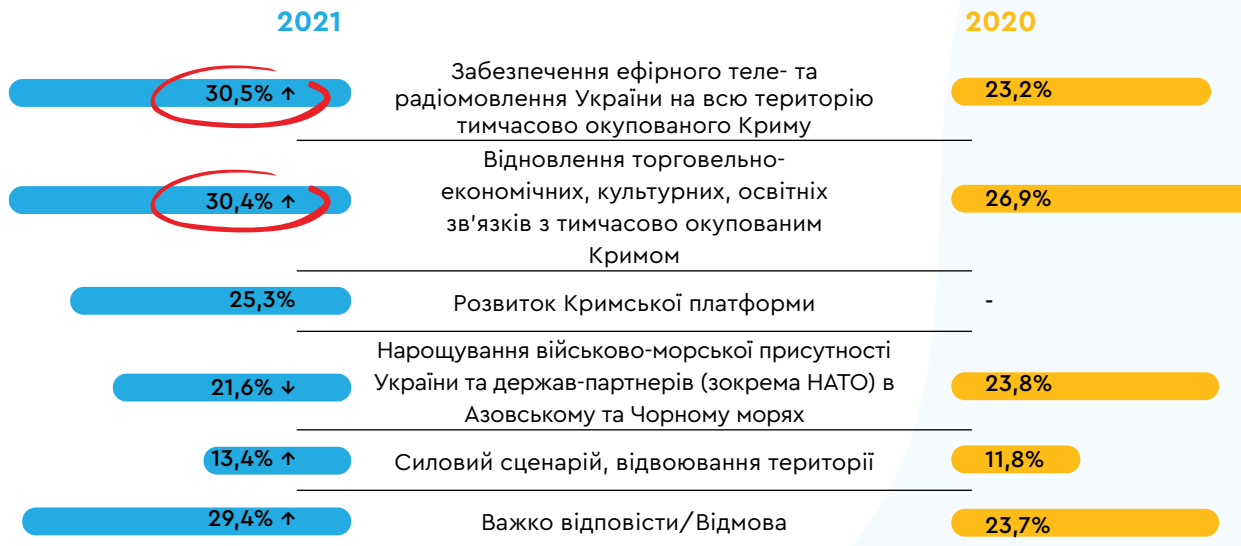 2021
2020
30,5% ↑
Забезпечення ефірного теле- та
радіомовлення України на всю територію
тимчасово окупованого Криму
23,2%
30,4% ↑
Відновлення торговельно-
економічних, культурних, освітніх
зв’язків з тимчасово окупованим
Кримом
26,9%
25,3%
Розвиток Кримської платформи
-
21,6% ↓
Нарощування військово-морської присутності
України та держав-партнерів (зокрема НАТО) в
Азовському та Чорному морях
23,8%
13,4% ↑
Силовий сценарій, відвоювання території
11,8%
29,4% ↑
Важко відповісти/Відмова
23,7%